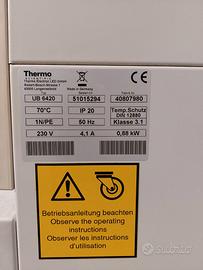 Thermo
SCIENTIFIC
Thermo Electron LED GmbH
Robert-Bosch-Strasse 1
63505 Langenselbold
Made in
Germany
UB 6420
51015294
40807980
70°C
IP 20
Temp.Schutz
DIN 12880
1N/PE
50 Hz
Klasse 3.1
230 V
4,1 A
0,88 kW
Betriebsanleitung beachten
Observe the operating
instructions
Observer les instructions
d'utilisation
subito